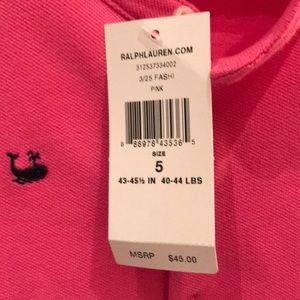 RALPHLAUREN.COM
312537334002
3/25 FASHI
PINK
8 88978 43536 5
SIZE
5
43-45½ IN 40-44 LBS
MSRP $45.00